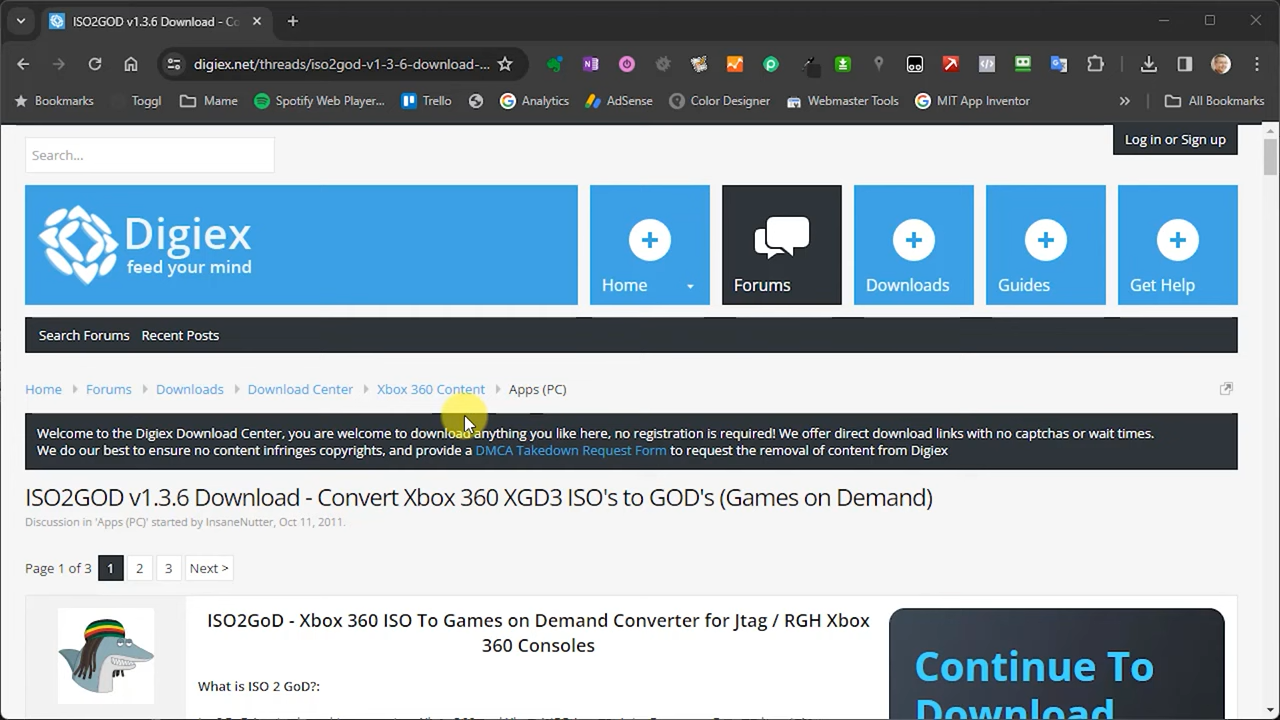 ISO2GOD v1.3.6 Download - Co
digiex.net/threads/iso2god-v1-3-6-download-...
Bookmarks
Toggl
Mame
Spotify Web Player...
Trello
Analytics
AdSense
Color Designer
Webmaster Tools
MIT App Inventor
All Bookmarks
Search...
Log in or Sign up
Digiex
feed your mind
Home
Forums
Downloads
Guides
Get Help
Search Forums
Recent Posts
Home
Forums
Downloads
Download Center
Xbox 360 Content
Apps (PC)
Welcome to the Digiex Download Center, you are welcome to download anything you like here, no registration is required! We offer direct download links with no captchas or wait times.
We do our best to ensure no content infringes copyrights, and provide a DMCA Takedown Request Form to request the removal of content from Digiex
ISO2GOD v1.3.6 Download - Convert Xbox 360 XGD3 ISO's to GOD's (Games on Demand)
Discussion in 'Apps (PC)' started by InsaneNutter, Oct 11, 2011.
Page 1 of 3
1
2
3
Next >
ISO2GoD - Xbox 360 ISO To Games on Demand Converter for Jtag / RGH Xbox
360 Consoles
What is ISO 2 GoD?:
Continue To
Download